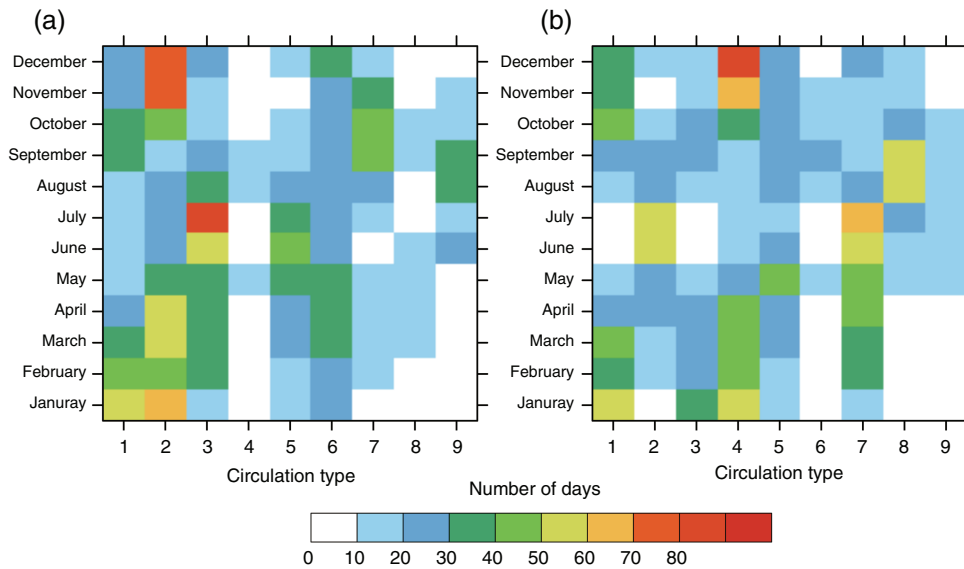 (a)
(b)
December
November
October
September
August
July
June
May
April
March
February
Januray
1 2 3 4 5 6 7 8 9
Circulation type
December
November
October
September
August
July
June
May
April
March
February
Januray
1 2 3 4 5 6 7 8 9
Circulation type
Number of days
0 10 20 30 40 50 60 70 80